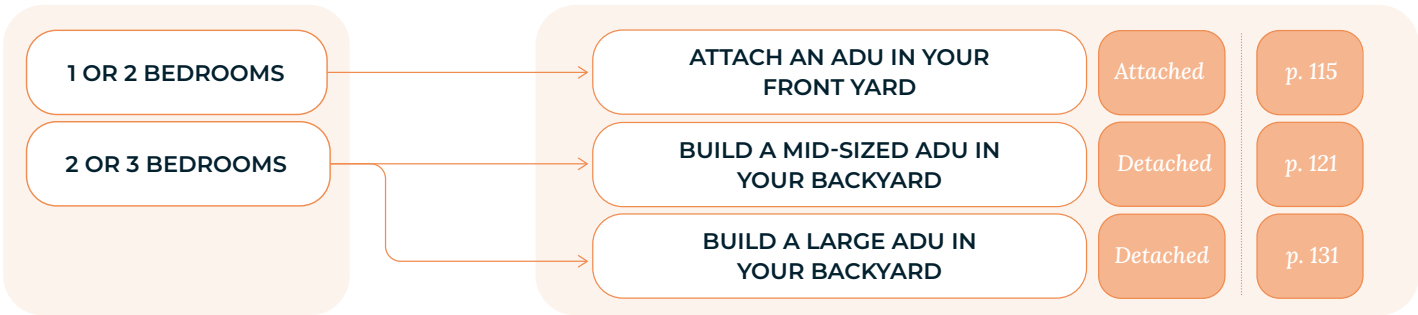 1 OR 2 BEDROOMS
ATTACH AN ADU IN YOUR
FRONT YARD
Attached
p. 115
2 OR 3 BEDROOMS
BUILD A MID-SIZED ADU IN
YOUR BACKYARD
Detached
p. 121
BUILD A LARGE ADU IN
YOUR BACKYARD
Detached
p. 131